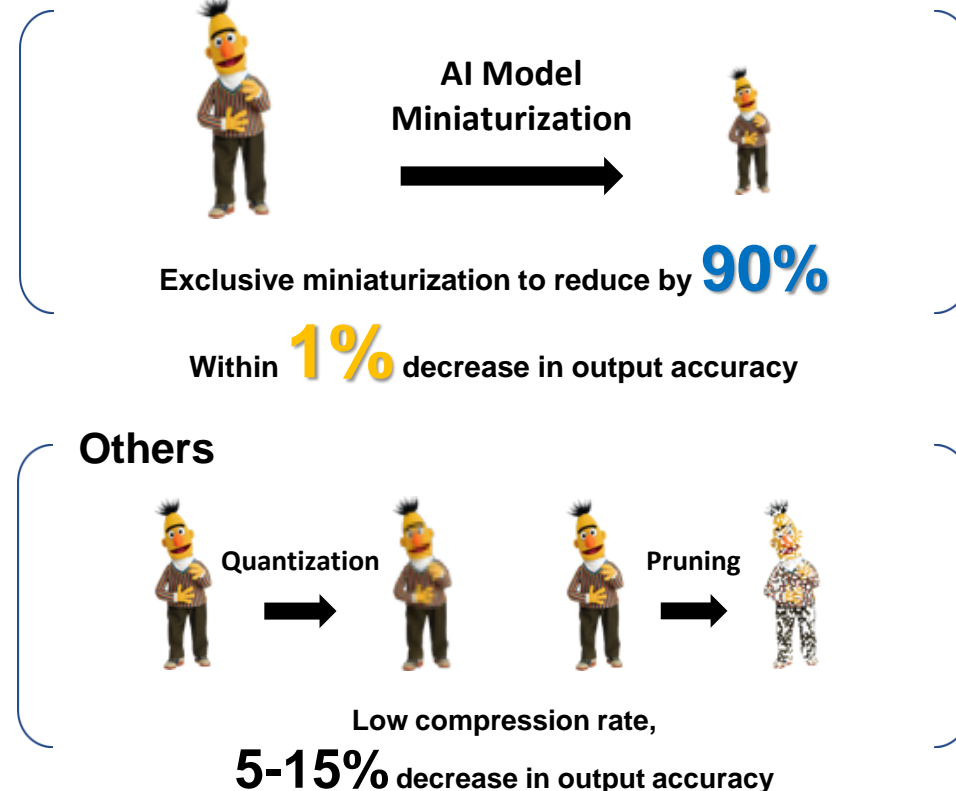 AI Model
Miniaturization
Exclusive miniaturization to reduce by 90%
Within 1% decrease in output accuracy
Others
Quantization
Pruning
Low compression rate,
5-15% decrease in output accuracy